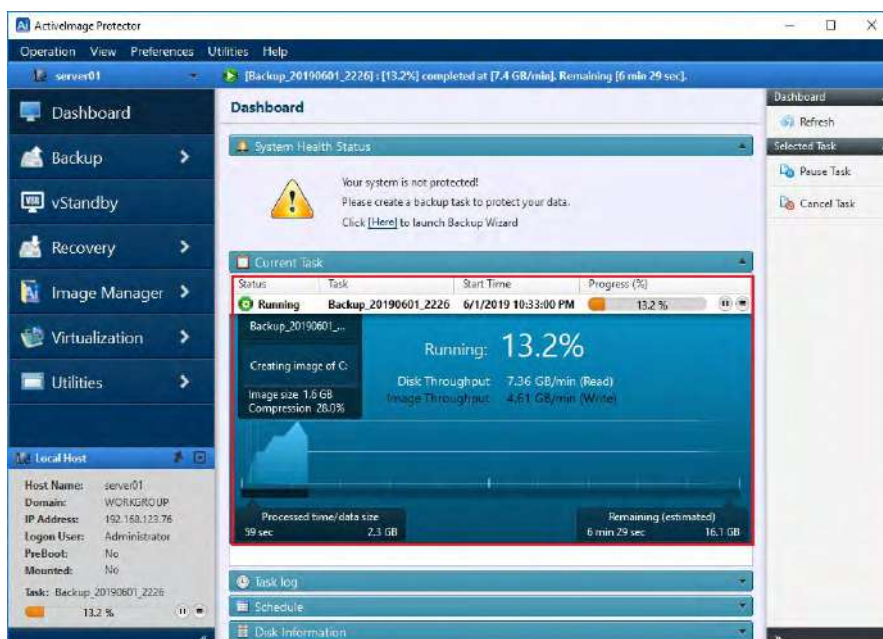 ActiveImage Protector
Operation View Preferences Utilities Help
server01
[Backup_20190601_2226] : [13.2%] completed at [7.4 GB/min]. Remaining [6 min 29 sec].
Dashboard
Backup
vStandby
Recovery
Image Manager
Virtualization
Utilities
Local Host
Host Name: server01
Domain: WORKGROUP
IP Address: 192.168.123.76
Logon User: Administrator
PreBoot: No
Mounted: No
Task: Backup_20190601_2226
13.2 %
Dashboard
System Health Status
Your system is not protected!
Please create a backup task to protect your data.
Click [Here] to launch Backup Wizard
Current Task
Status Task Start Time Progress (%)
Running Backup_20190601_2226 6/1/2019 10:33:00 PM 13.2 %
Backup_20190601_...
Creating image of C:
Image size 1.6 GB
Compression 28.0%
Running: 13.2%
Disk Throughput: 7.36 GB/min (Read)
Image Throughput: 4.61 GB/min (Write)
Processed time/data size
59 sec 2.3 GB
Remaining (estimated)
6 min 29 sec 16.1 GB
Task log
Schedule
Disk Information
Dashboard
Refresh
Selected Task
Pause Task
Cancel Task